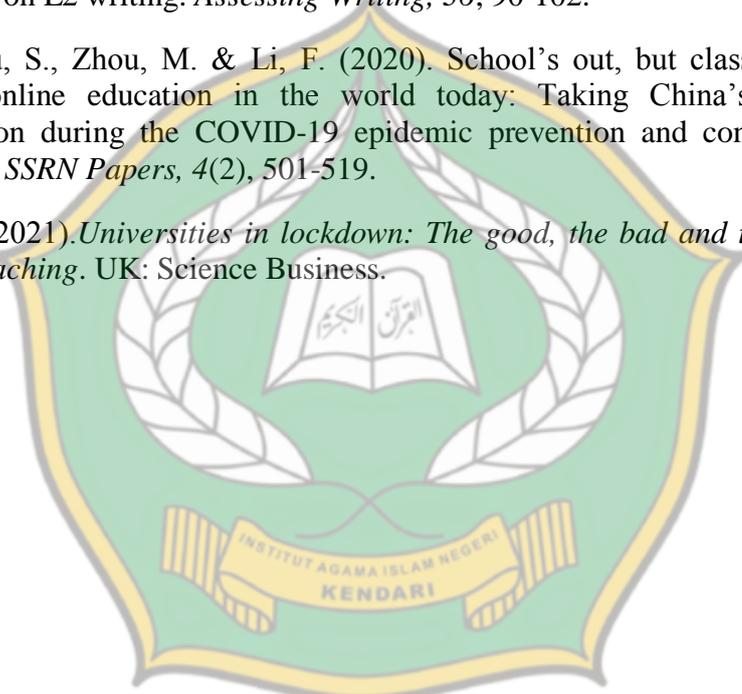 on L2 writing. Assessing Writing, 36, 90-102.
, S., Zhou, M. & Li, F. (2020). School’s out, but clas
online education in the world today: Taking China’s
on during the COVID-19 epidemic prevention and con
SSRN Papers, 4(2), 501-519.
2021).Universities in lockdown: The good, the bad and
aching. UK: Science Business.
القرآن الكريم
INSTITUT AGAMA ISLAM NEGERI
KENDARI